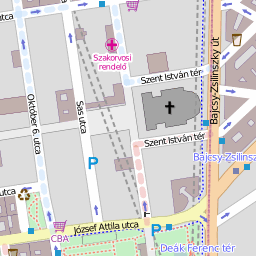 Szakorvosi
rendelő
Szent István tér
Bajcsy-Zsilinszky út
Október 6. utca
Sas utca
Szent István tér
Bajcsy-Zsilinsz
P
utca
József Attila utca
CBA
P
Deák Ferenc tér